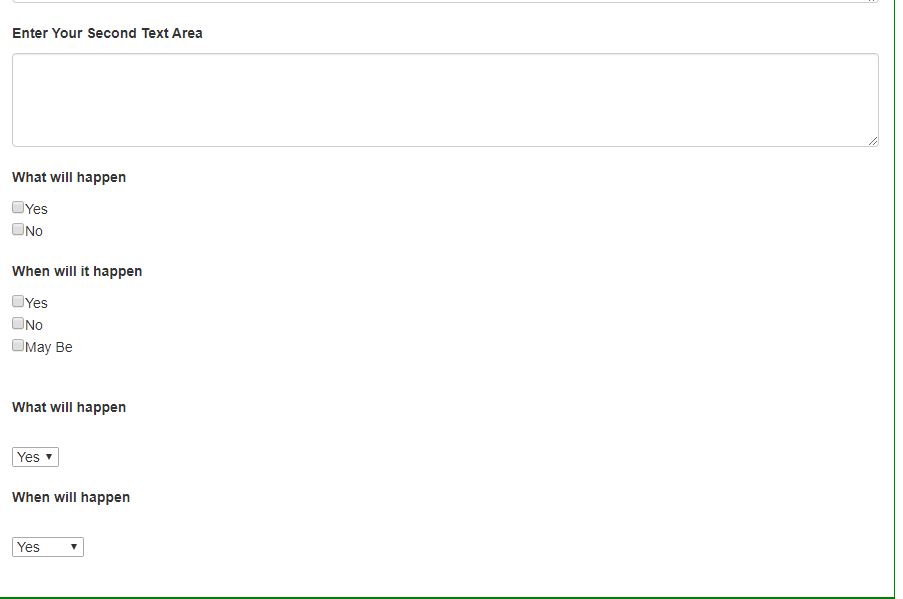 Enter Your Second Text Area
What will happen
Yes
No
When will it happen
Yes
No
May Be
What will happen
Yes
When will happen
Yes